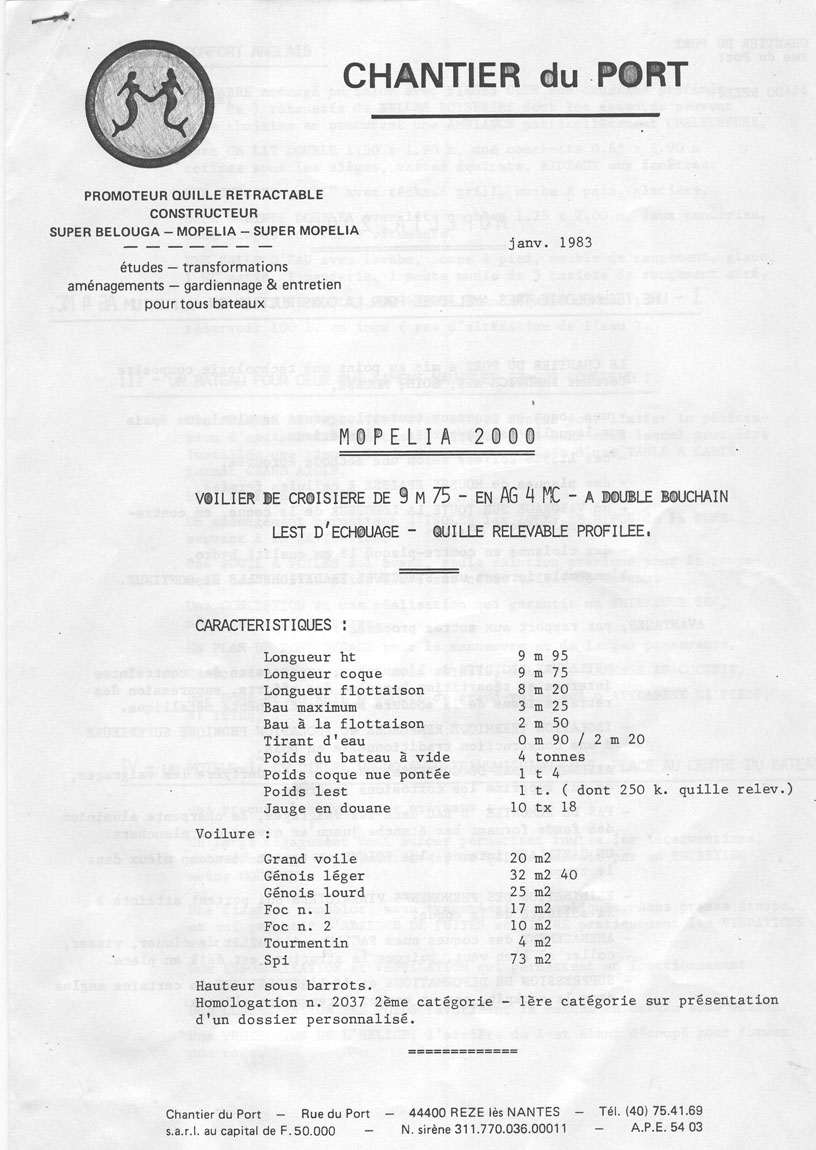 CHANTIER du PORT
PROMOTEUR QUILLE RETRACTABLE
CONSTRUCTEUR
SUPER BELOUGA — MOPELIA — SUPER MOPELIA
études — transformations
aménagements — gardiennage & entretien
pour tous bateaux
janv. 1983
MOPELIA 2000
VOILIER DE CROISIERE DE 9 M 75 - EN AG 4 MC - A DOUBLE BOUCHAIN
LEST D'ECHOUAGE - QUILLE RELEVABLE PROFILEE.
CARACTERISTIQUES :
Longueur ht 9 m 95
Longueur coque 9 m 75
Longueur flottaison 8 m 20
Bau maximum 3 m 25
Bau à la flottaison 2 m 50
Tirant d'eau 0 m 90 / 2 m 20
Poids du bateau à vide 4 tonnes
Poids coque nue pontée 1 t 4
Poids lest 1 t. ( dont 250 k. quille relev.)
Jauge en douane 10 tx 18
Voilure :
Grand voile 20 m2
Génois léger 32 m2 40
Génois lourd 25 m2
Foc n. 1 17 m2
Foc n. 2 10 m2
Tourmentin 4 m2
Spi 73 m2
Hauteur sous barrots.
Homologation n. 2037 2ème catégorie - 1ère catégorie sur présentation
d'un dossier personnalisé.
=============
Chantier du Port — Rue du Port — 44400 REZE lès NANTES — Tél. (40) 75.41.69
s.a.r.l. au capital de F. 50.000 — N. sirène 311.770.036.00011 — A.P.E. 54 03